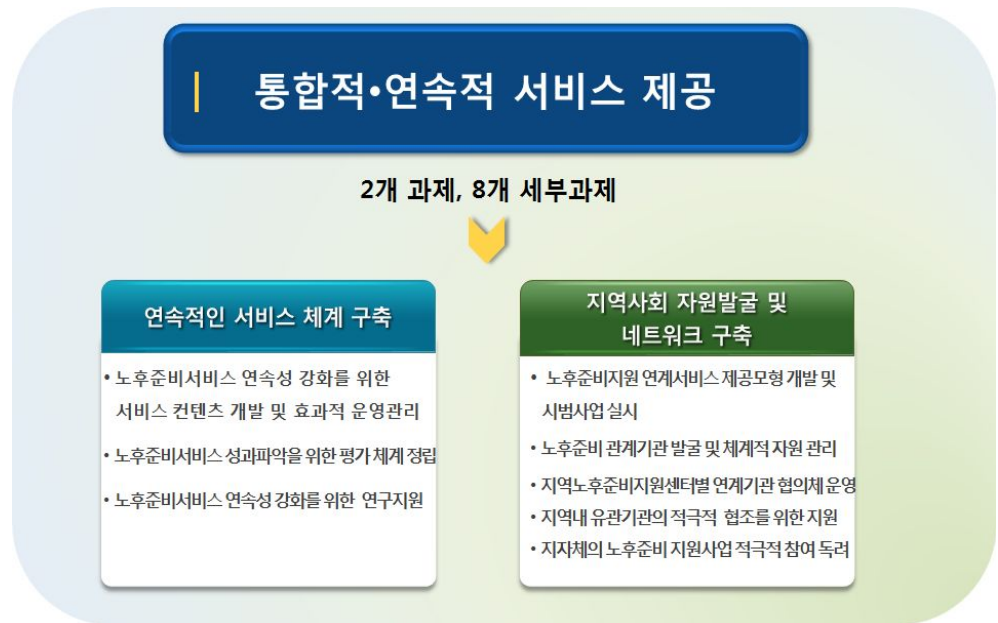 통합적•연속적 서비스 제공
2개 과제, 8개 세부과제
연속적인 서비스 체계 구축
• 노후준비서비스 연속성 강화를 위한
서비스 컨텐츠 개발 및 효과적 운영관리
• 노후준비서비스 성과파악을 위한 평가 체계 정립
• 노후준비서비스 연속성 강화를 위한 연구지원
지역사회 자원발굴 및
네트워크 구축
• 노후준비지원 연계서비스 제공모형 개발 및
시범사업 실시
• 노후준비 관계기관 발굴 및 체계적 자원 관리
• 지역노후준비지원센터별 연계기관 협의체 운영
• 지역내 유관기관의 적극적 협조를 위한 지원
• 지자체의 노후준비 지원사업 적극적 참여 독려